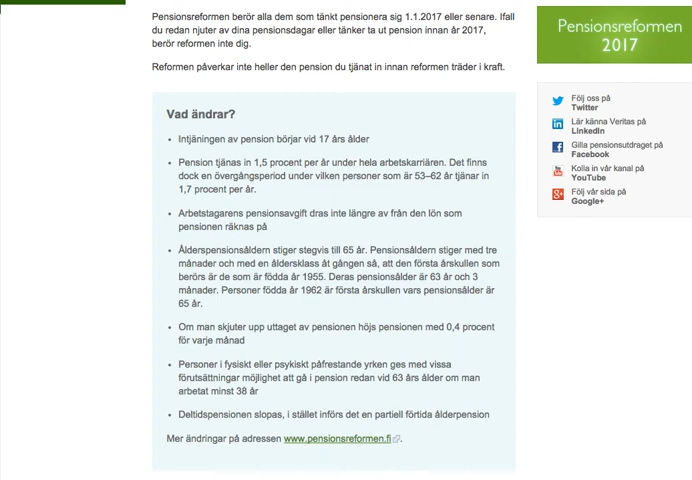 Pensionsreformen berör alla dem som tänkt pensionera sig 1.1.2017 eller senare. Ifall
du redan njuter av dina pensionsdagar eller tänker ta ut pension innan år 2017,
berör reformen inte dig.
Reformen påverkar inte heller den pension du tjänat in innan reformen träder i kraft.
Vad ändrar?
• Intjäningen av pension börjar vid 17 års ålder
• Pension tjänas in 1,5 procent per år under hela arbetskarriären. Det finns
dock en övergångsperiod under vilken personer som är 53–62 år tjänar in
1,7 procent per år.
• Arbetstagarens pensionsavgift dras inte längre av från den lön som
pensionen räknas på
• Ålderspensionsåldern stiger stegvis till 65 år. Pensionsåldern stiger med tre
månader och med en åldersklass åt gången så, att den första årskullen som
berörs är de som är födda år 1955. Deras pensionsålder är 63 år och 3
månader. Personer födda år 1962 är första årskullen vars pensionsålder är
65 år.
• Om man skjuter upp uttaget av pensionen höjs pensionen med 0,4 procent
för varje månad
• Personer i fysiskt eller psykiskt påfrestande yrken ges med vissa
förutsättningar möjlighet att gå i pension redan vid 63 års ålder om man
arbetat minst 38 år
• Deltidspensionen slopas, i stället införs det en partiell förtida ålderpension
Mer ändringar på adressen www.pensionsreformen.fi.
Pensionsreformen
2017
Följ oss på
Twitter
Lär känna Veritas på
LinkedIn
Gilla pensionsutdraget på
Facebook
Kolla in vår kanal på
YouTube
Följ vår sida på
Google+